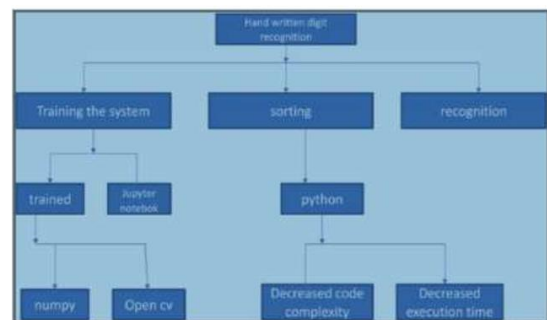 Hand written digit
recognition
Training the system
sorting
recognition
trained
Jupyter
notebok
python
numpy
Open cv
Decreased code
complexity
Decreased
execution time